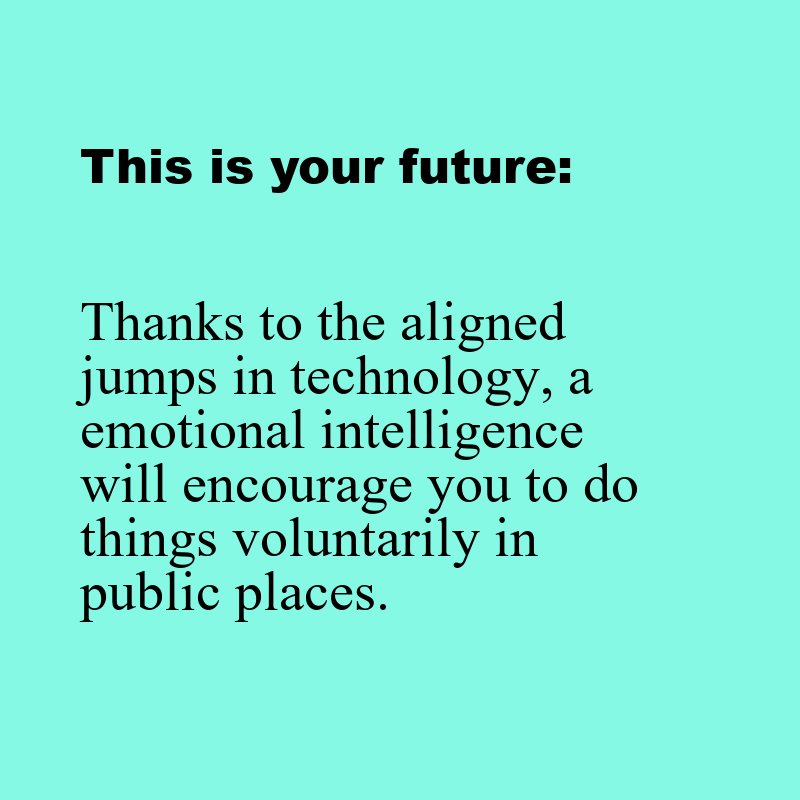 This is your future:
Thanks to the aligned
jumps in technology, a
emotional intelligence
will encourage you to do
things voluntarily in
public places.